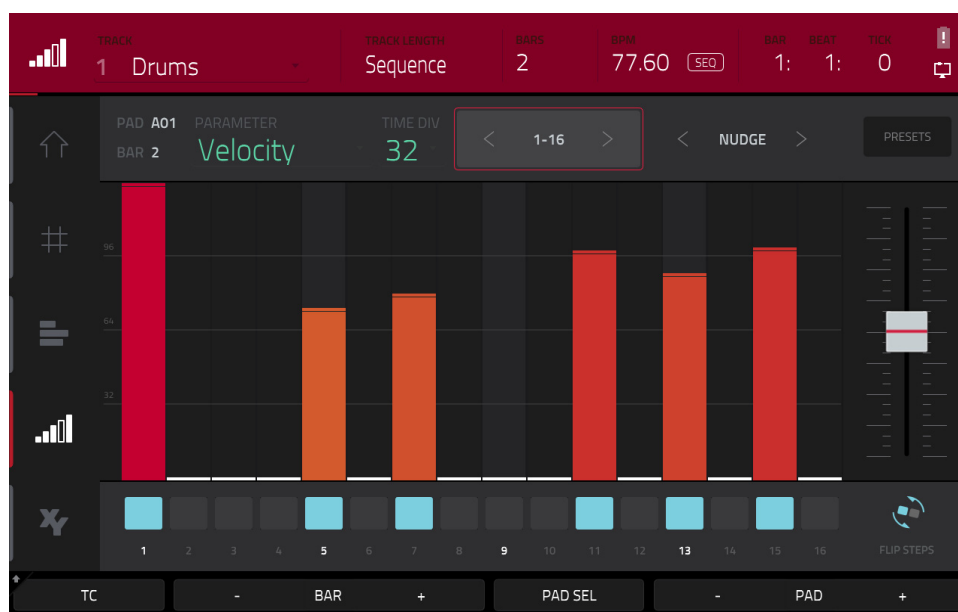 TRACK TRACK LENGTH BARS BPM BAR BEAT TICK !
1 Drums Sequence 2 77.60 SEQ 1: 1: 0
PAD A01 PARAMETER TIME DIV
BAR 2 Velocity 32 < 1-16 > < NUDGE > PRESETS
96
64
32
XY
1 2 3 4 5 6 7 8 9 10 11 12 13 14 15 16 FLIP STEPS
TC - BAR + PAD SEL - PAD +